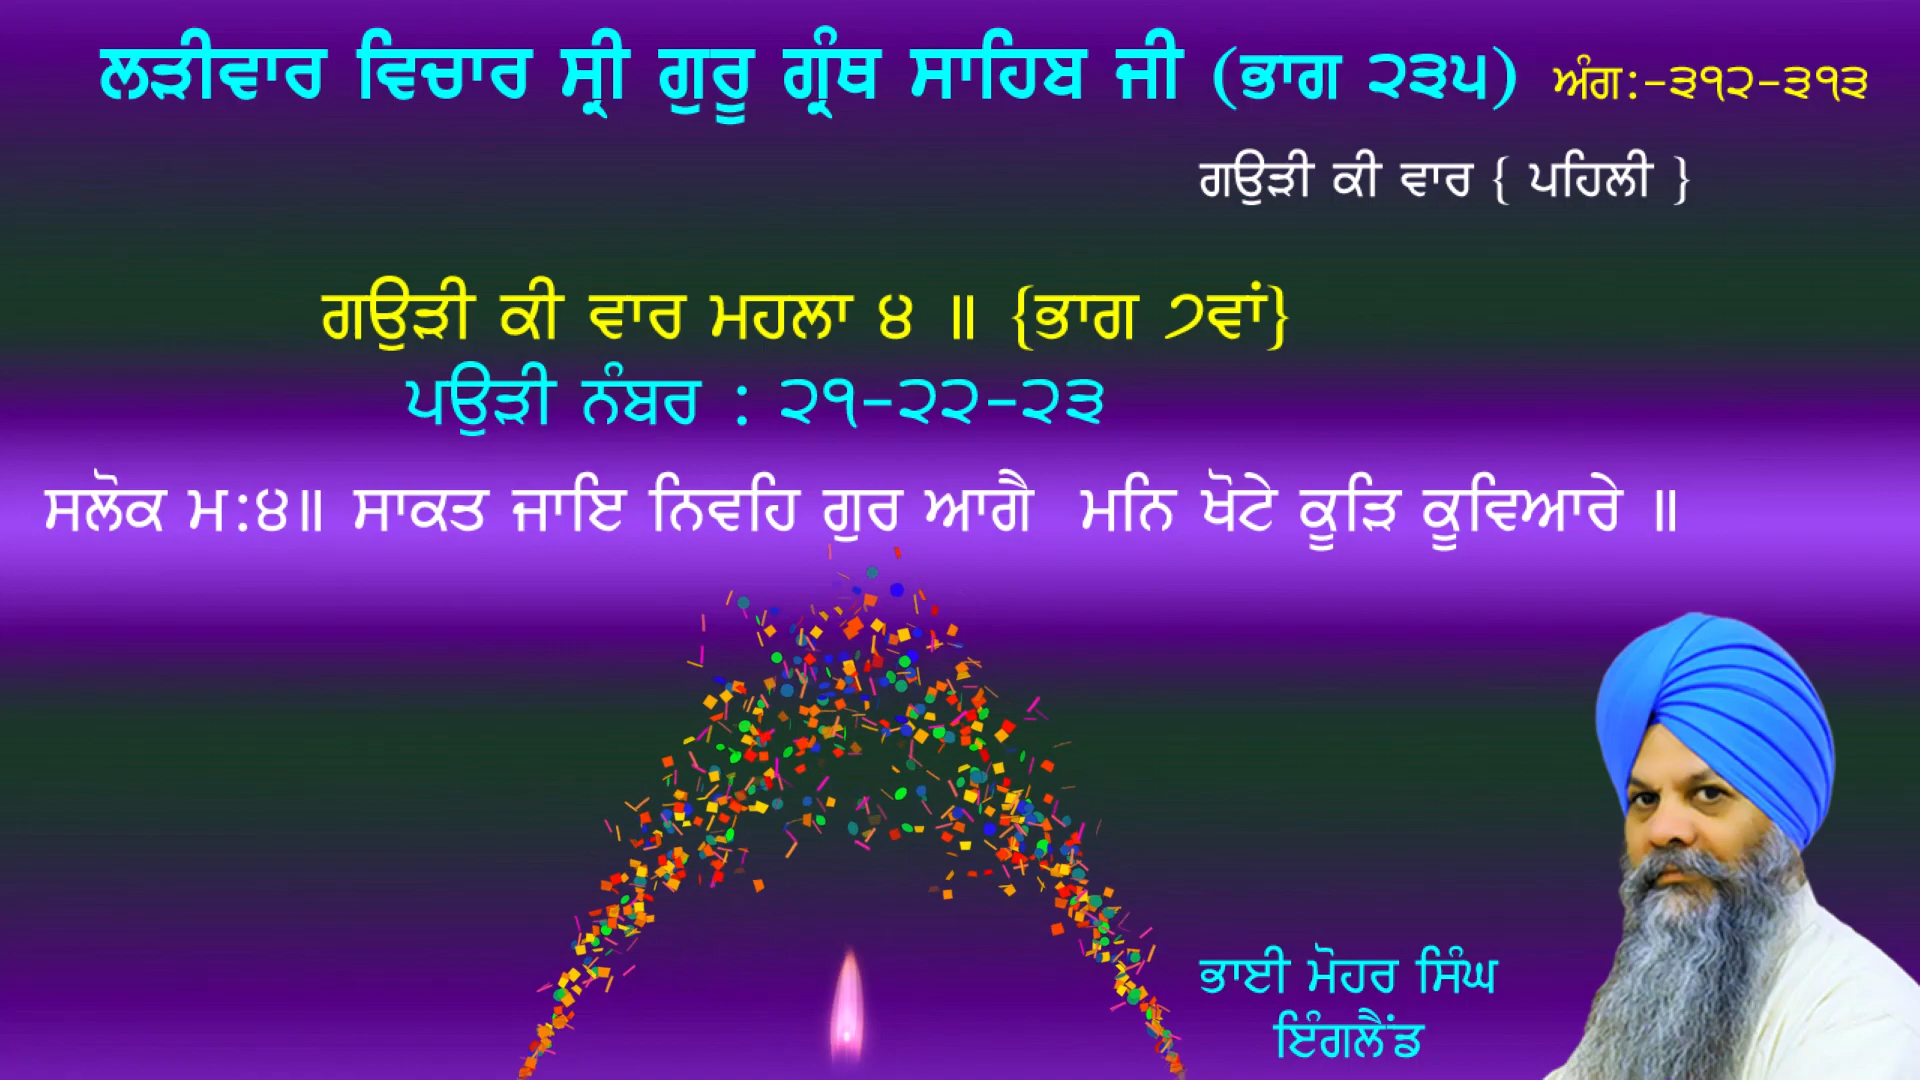 ਲੜੀਵਾਰ ਵਿਚਾਰ ਸ੍ਰੀ ਗੁਰੂ ਗ੍ਰੰਥ ਸਾਹਿਬ ਜੀ (ਭਾਗ ੨੩੫) ਅੰਗ:-੩੧੨-੩੧੩
ਗਉੜੀ ਕੀ ਵਾਰ { ਪਹਿਲੀ }
ਗਉੜੀ ਕੀ ਵਾਰ ਮਹਲਾ ੪ ॥ {ਭਾਗ ੭ਵਾਂ}
ਪਉੜੀ ਨੰਬਰ : ੨੧-੨੨-੨੩
ਸਲੋਕ ਮ:੪॥ ਸਾਕਤ ਜਾਇ ਨਿਵਹਿ ਗੁਰ ਆਗੈ ਮਨਿ ਖੋਟੇ ਕੂੜਿ ਕੂਵਿਆਰੇ ॥
ਭਾਈ ਮੋਹਰ ਸਿੰਘ
ਇੰਗਲੈਂਡ